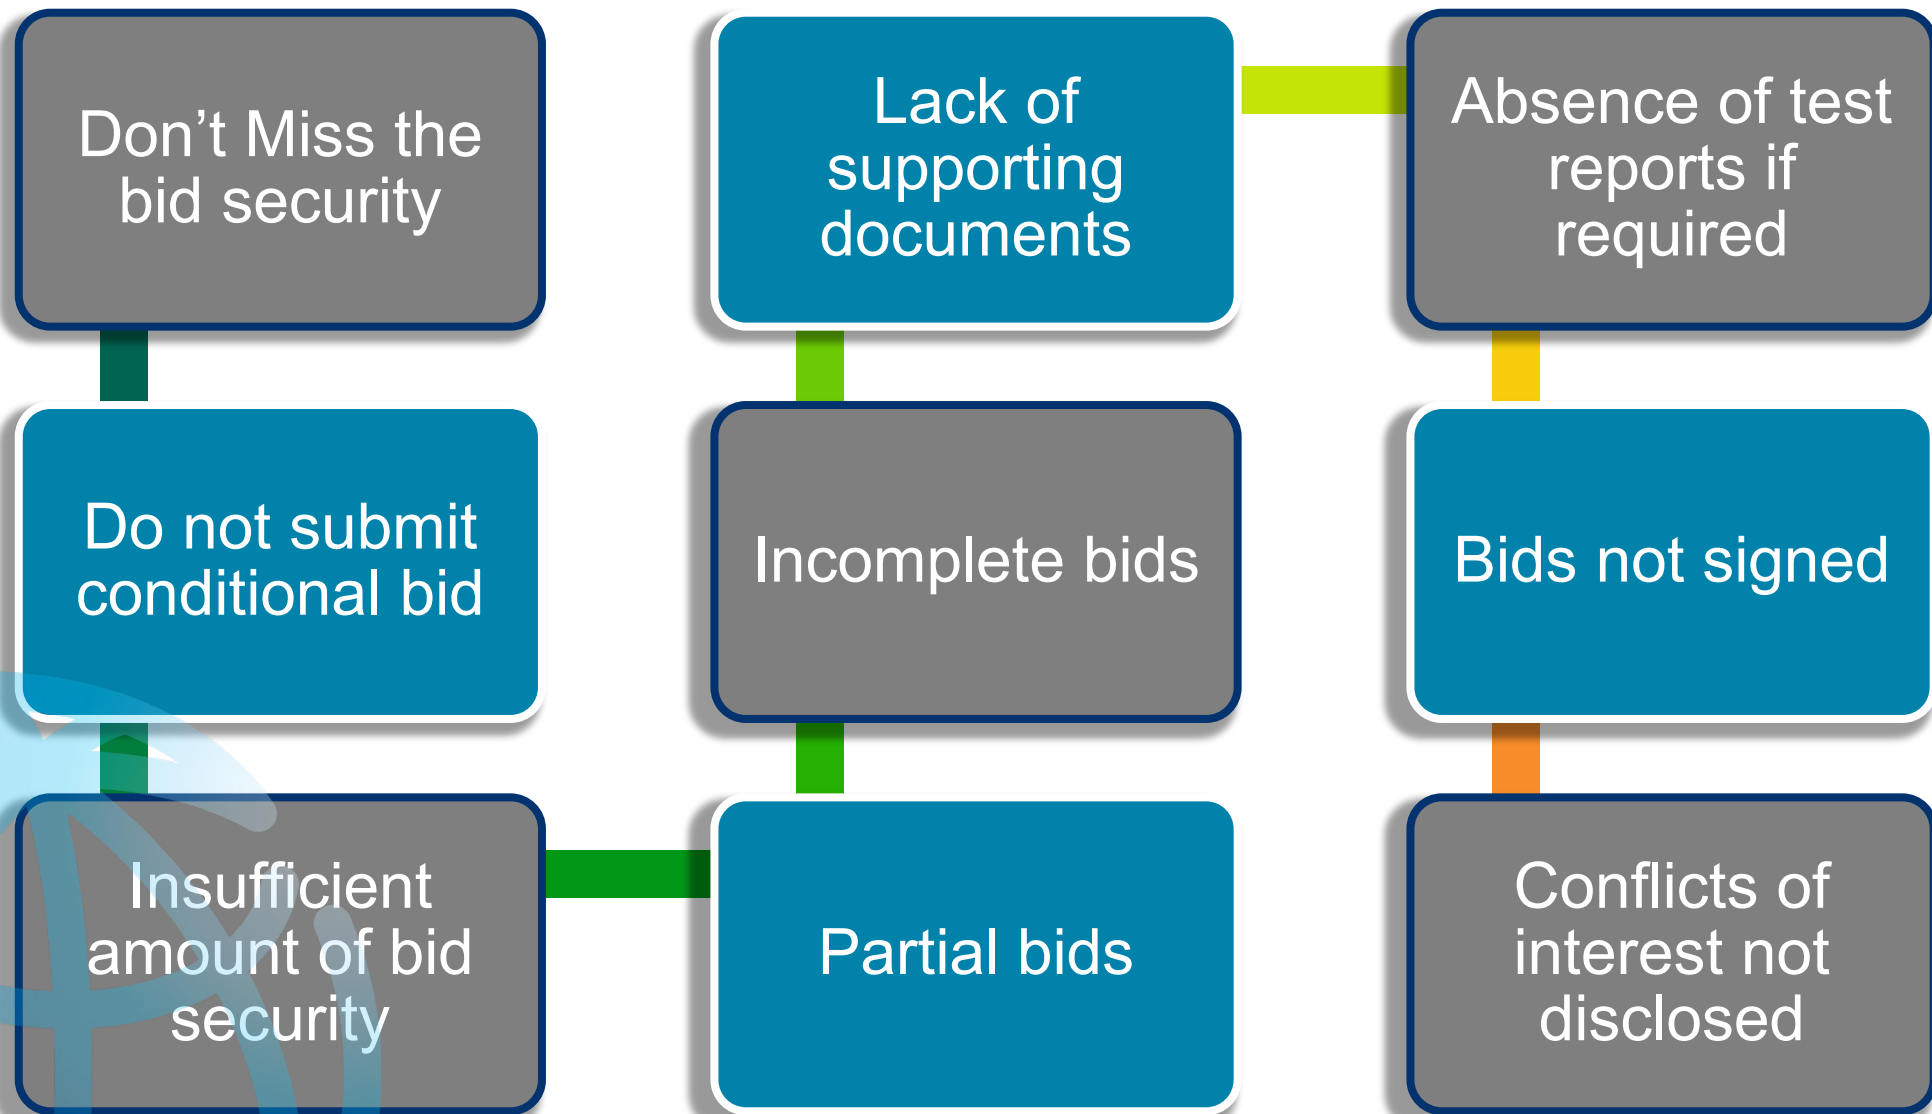 Don’t Miss the
bid security
Do not submit
conditional bid
Insufficient
amount of bid
security
Partial bids
Incomplete bids
Lack of
supporting
documents
Absence of test
reports if
required
Bids not signed
Conflicts of
interest not
disclosed